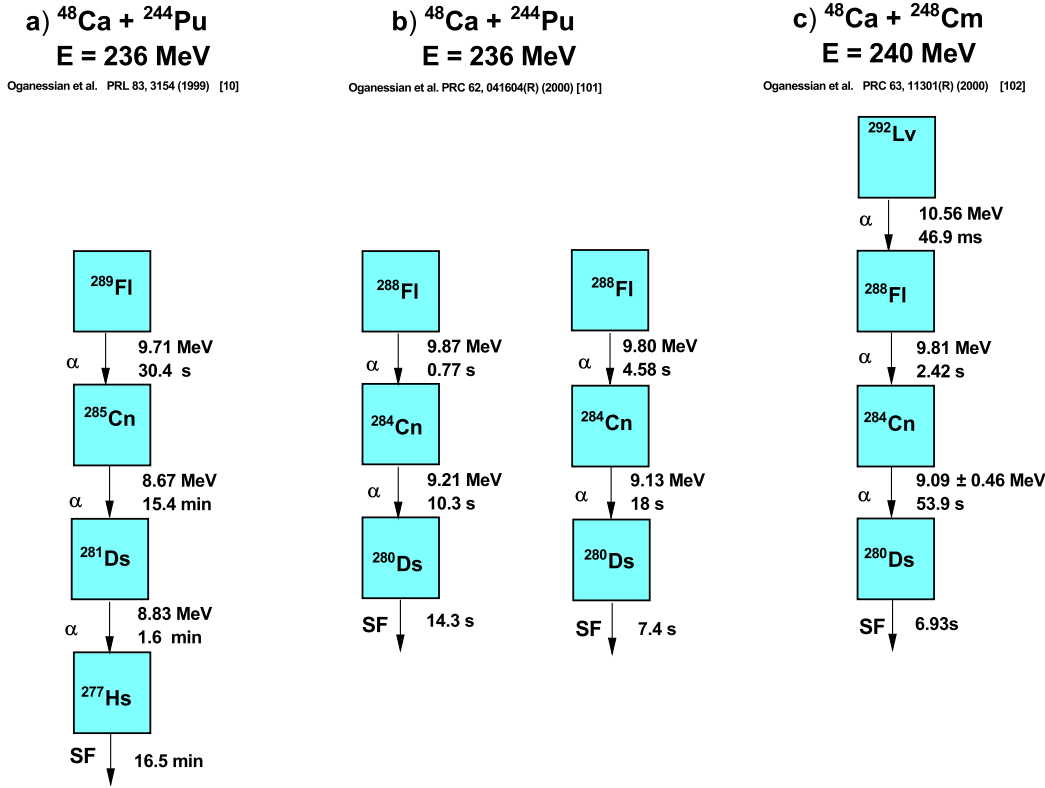 a) ⁴⁸Ca + ²⁴⁴Pu
E = 236 MeV
Oganessian et al. PRL 83, 3154 (1999) [10]
²⁸⁹Fl
α
9.71 MeV
30.4 s
²⁸⁵Cn
α
8.67 MeV
15.4 min
²⁸¹Ds
α
8.83 MeV
1.6 min
²⁷⁷Hs
SF
16.5 min
b) ⁴⁸Ca + ²⁴⁴Pu
E = 236 MeV
Oganessian et al. PRC 62, 041604(R) (2000) [101]
²⁸⁸Fl
α
9.87 MeV
0.77 s
²⁸⁴Cn
α
9.21 MeV
10.3 s
²⁸⁰Ds
SF
14.3 s
²⁸⁸Fl
α
9.80 MeV
4.58 s
²⁸⁴Cn
α
9.13 MeV
18 s
²⁸⁰Ds
SF
7.4 s
c) ⁴⁸Ca + ²⁴⁸Cm
E = 240 MeV
Oganessian et al. PRC 63, 11301(R) (2000) [102]
²⁹²Lv
α
10.56 MeV
46.9 ms
²⁸⁸Fl
α
9.81 MeV
2.42 s
²⁸⁴Cn
α
9.09 ± 0.46 MeV
53.9 s
²⁸⁰Ds
SF
6.93s